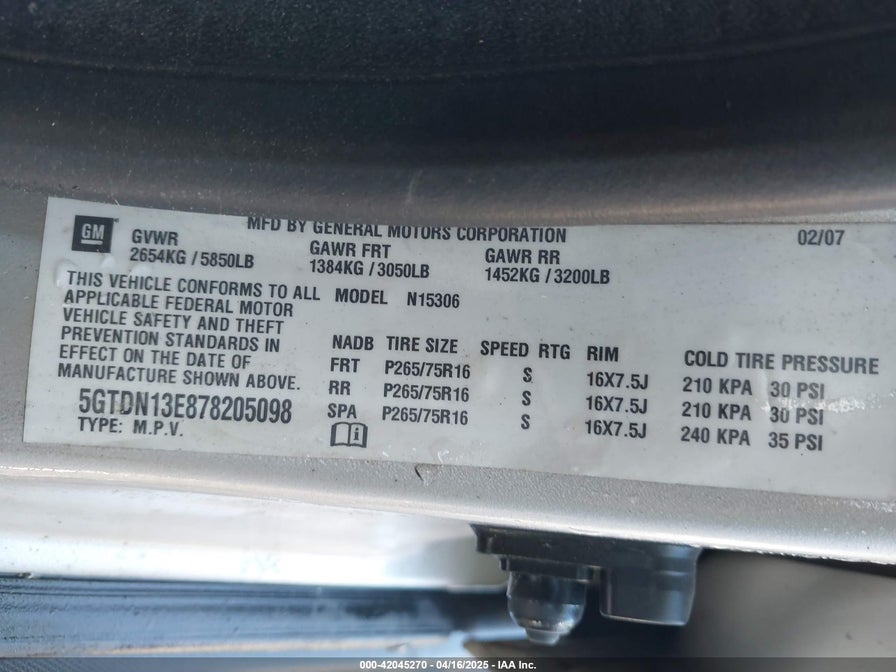 GM
MFD BY GENERAL MOTORS CORPORATION
02/07
GVWR
2654KG / 5850LB
GAWR FRT
1384KG / 3050LB
GAWR RR
1452KG / 3200LB
THIS VEHICLE CONFORMS TO ALL
APPLICABLE FEDERAL MOTOR
VEHICLE SAFETY AND THEFT
PREVENTION STANDARDS IN
EFFECT ON THE DATE OF
MANUFACTURE SHOWN ABOVE.
5GTDN13E878205098
TYPE: M.P.V.
MODEL N15306
NADB TIRE SIZE SPEED RTG RIM COLD TIRE PRESSURE
FRT P265/75R16 S 16X7.5J 210 KPA 30 PSI
RR P265/75R16 S 16X7.5J 210 KPA 30 PSI
SPA P265/75R16 S 16X7.5J 240 KPA 35 PSI
000-42045270 - 04/16/2025 - IAA Inc.